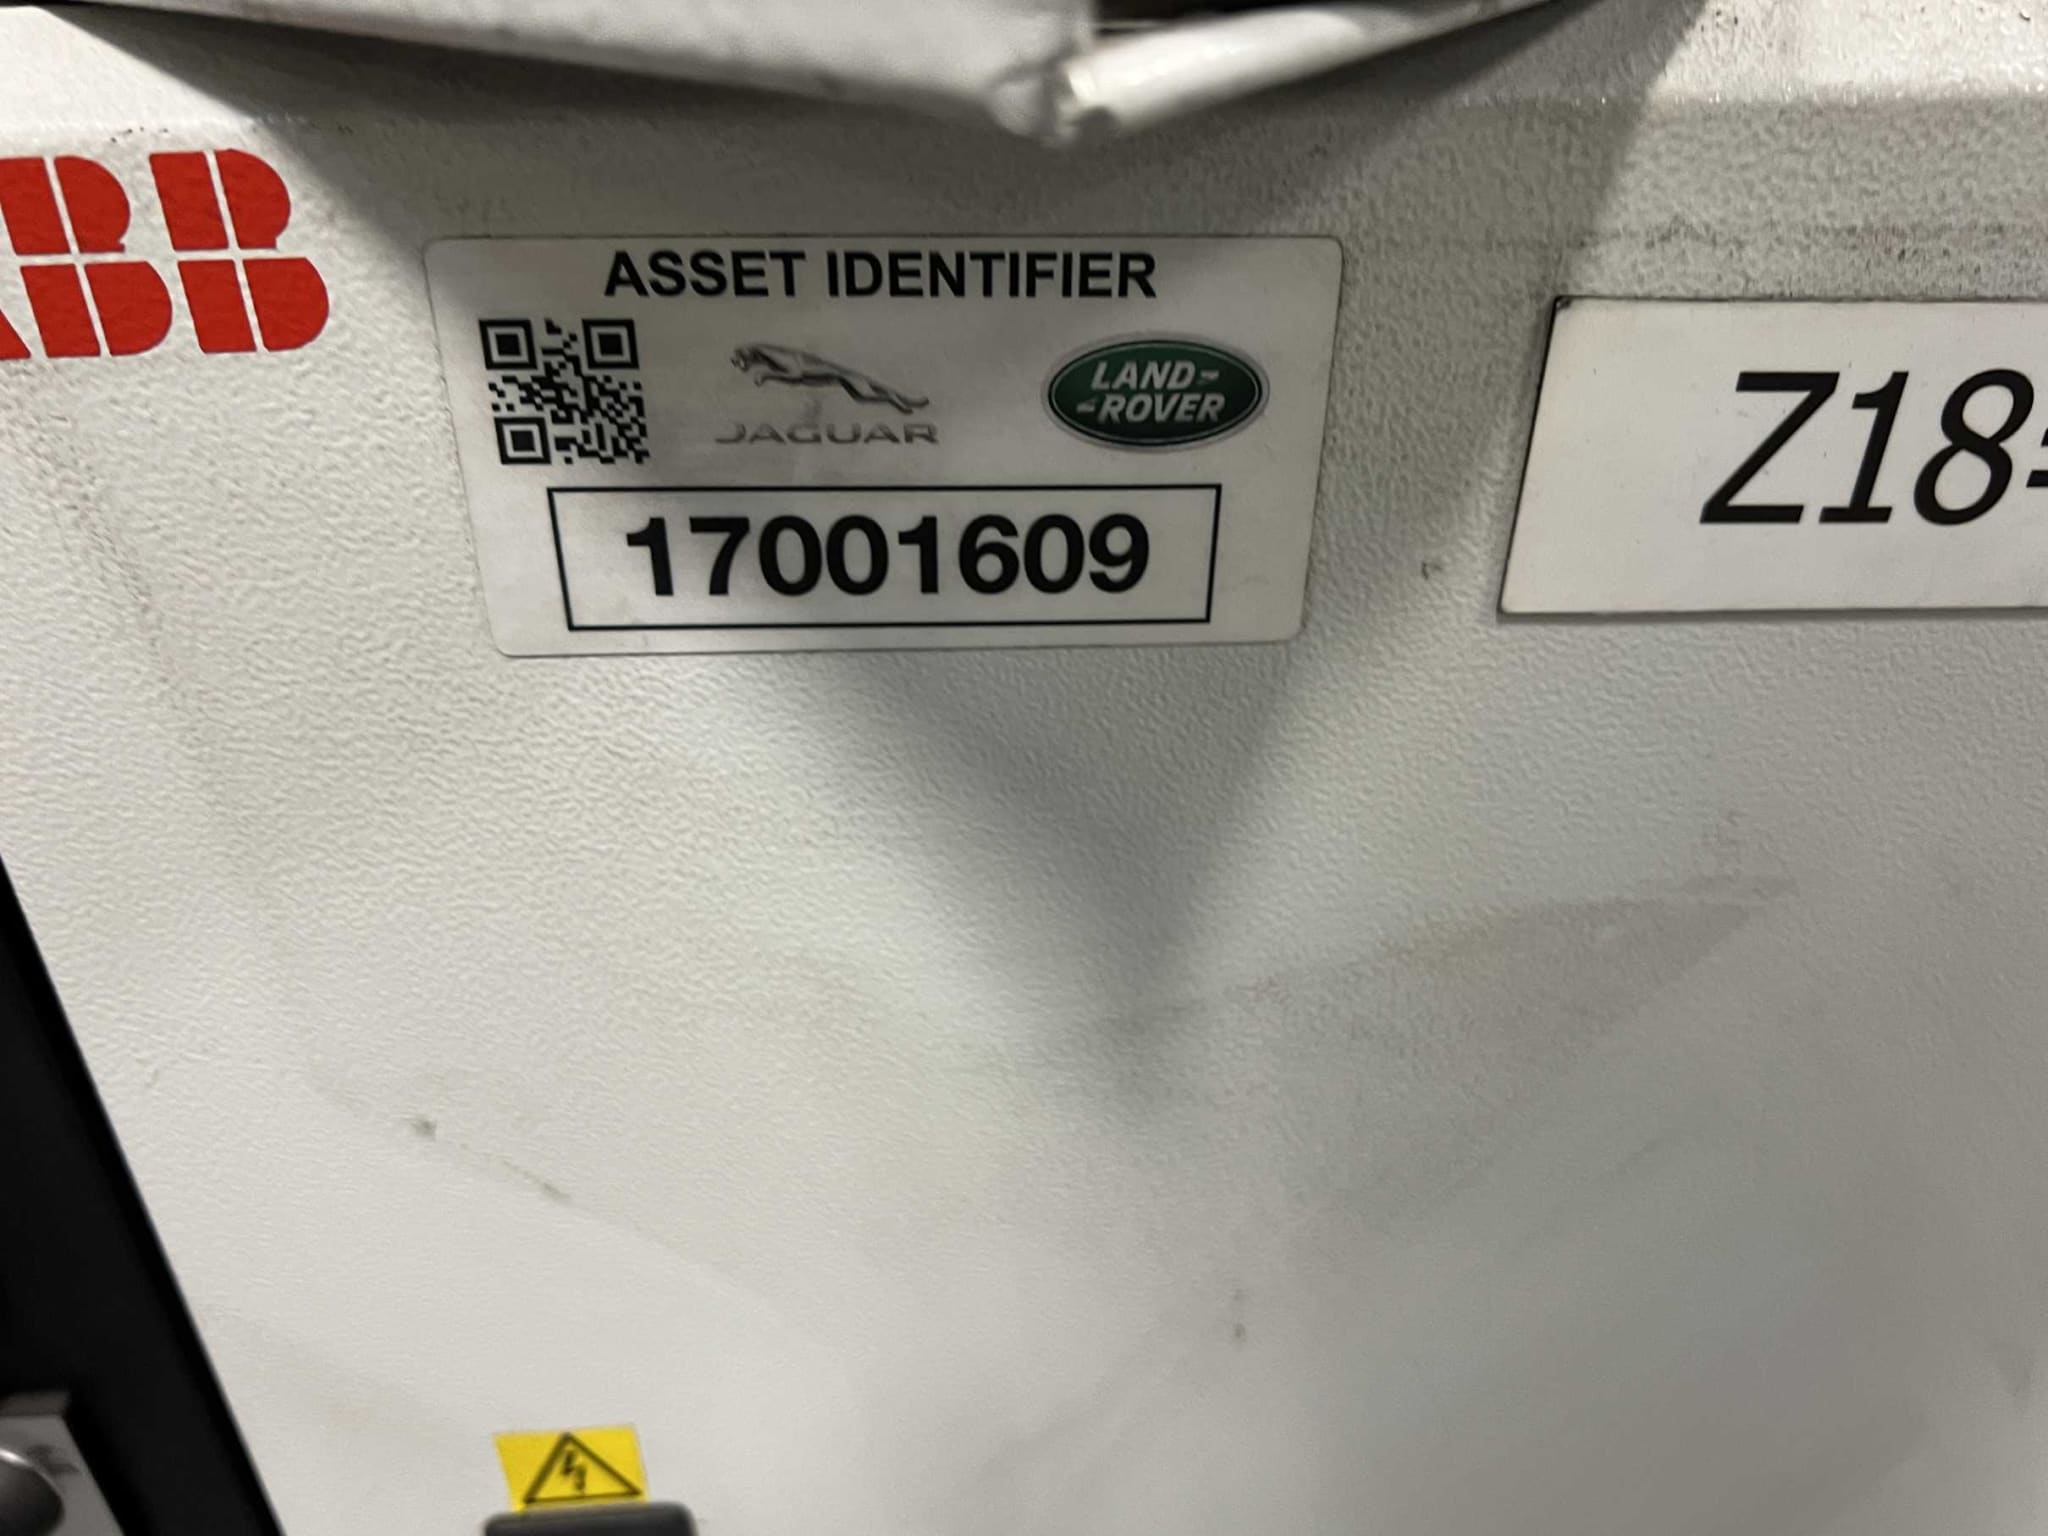 ABB
ASSET IDENTIFIER
JAGUAR
LAND-
-ROVER
17001609
Z18